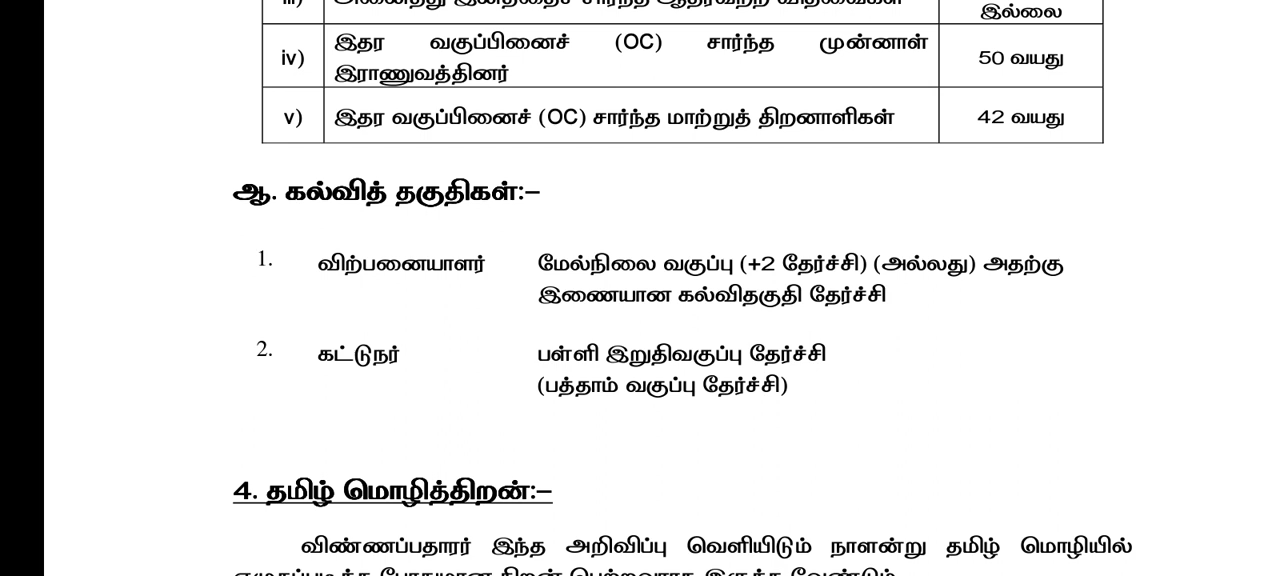 இல்லை
iv) இதர வகுப்பினைச் (OC) சார்ந்த முன்னாள்
இராணுவத்தினர்
50 வயது
v) இதர வகுப்பினைச் (OC) சார்ந்த மாற்றுத் திறனாளிகள் 42 வயது
ஆ. கல்வித் தகுதிகள்:–
1. விற்பனையாளர் மேல்நிலை வகுப்பு (+2 தேர்ச்சி) (அல்லது) அதற்கு
இணையான கல்விதகுதி தேர்ச்சி
2. கட்டுநர் பள்ளி இறுதிவகுப்பு தேர்ச்சி
(பத்தாம் வகுப்பு தேர்ச்சி)
4. தமிழ் மொழித்திறன்:–
விண்ணப்பதாரர் இந்த அறிவிப்பு வெளியிடும் நாளன்று தமிழ் மொழியில்